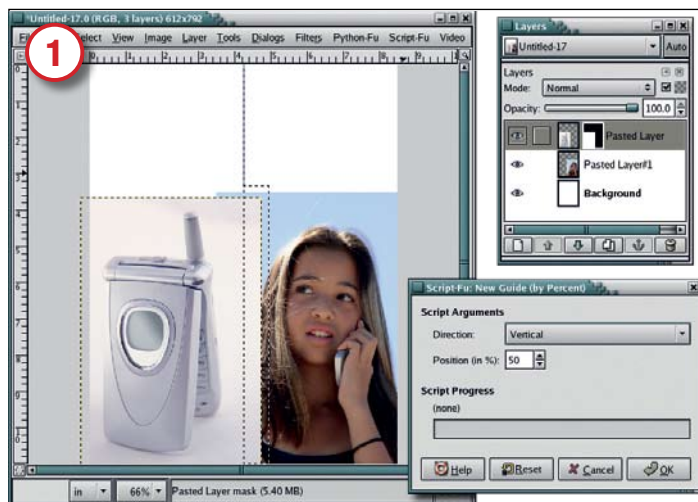 *Untitled-17.0 (RGB, 3 layers) 612x792
1
Select View Image Layer Tools Dialogs Filters Python-Fu Script-Fu Video
in 66% Pasted Layer mask (5.40 MB)
Layers
Untitled-17 Auto
Layers
Mode: Normal
Opacity: 100.0
Pasted Layer
Pasted Layer#1
Background
Script-Fu: New Guide (by Percent)
Script Arguments
Direction: Vertical
Position (in %): 50
Script Progress
(none)
Help Reset Cancel OK